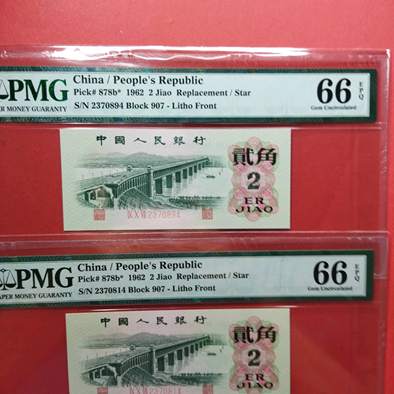 PMG
PAPER MONEY GUARANTY
China / People's Republic
Pick# 878b* 1962 2 Jiao Replacement / Star
S/N 2370894 Block 907 - Litho Front
66 EPQ
Gem Uncirculated
中國人民銀行
貳角
2
ER
JIAO
2370894
PMG
PAPER MONEY GUARANTY
China / People's Republic
Pick# 878b* 1962 2 Jiao Replacement / Star
S/N 2370814 Block 907 - Litho Front
66 EPQ
Gem Uncirculated
中國人民銀行
貳角
2
ER
JIAO
2370814